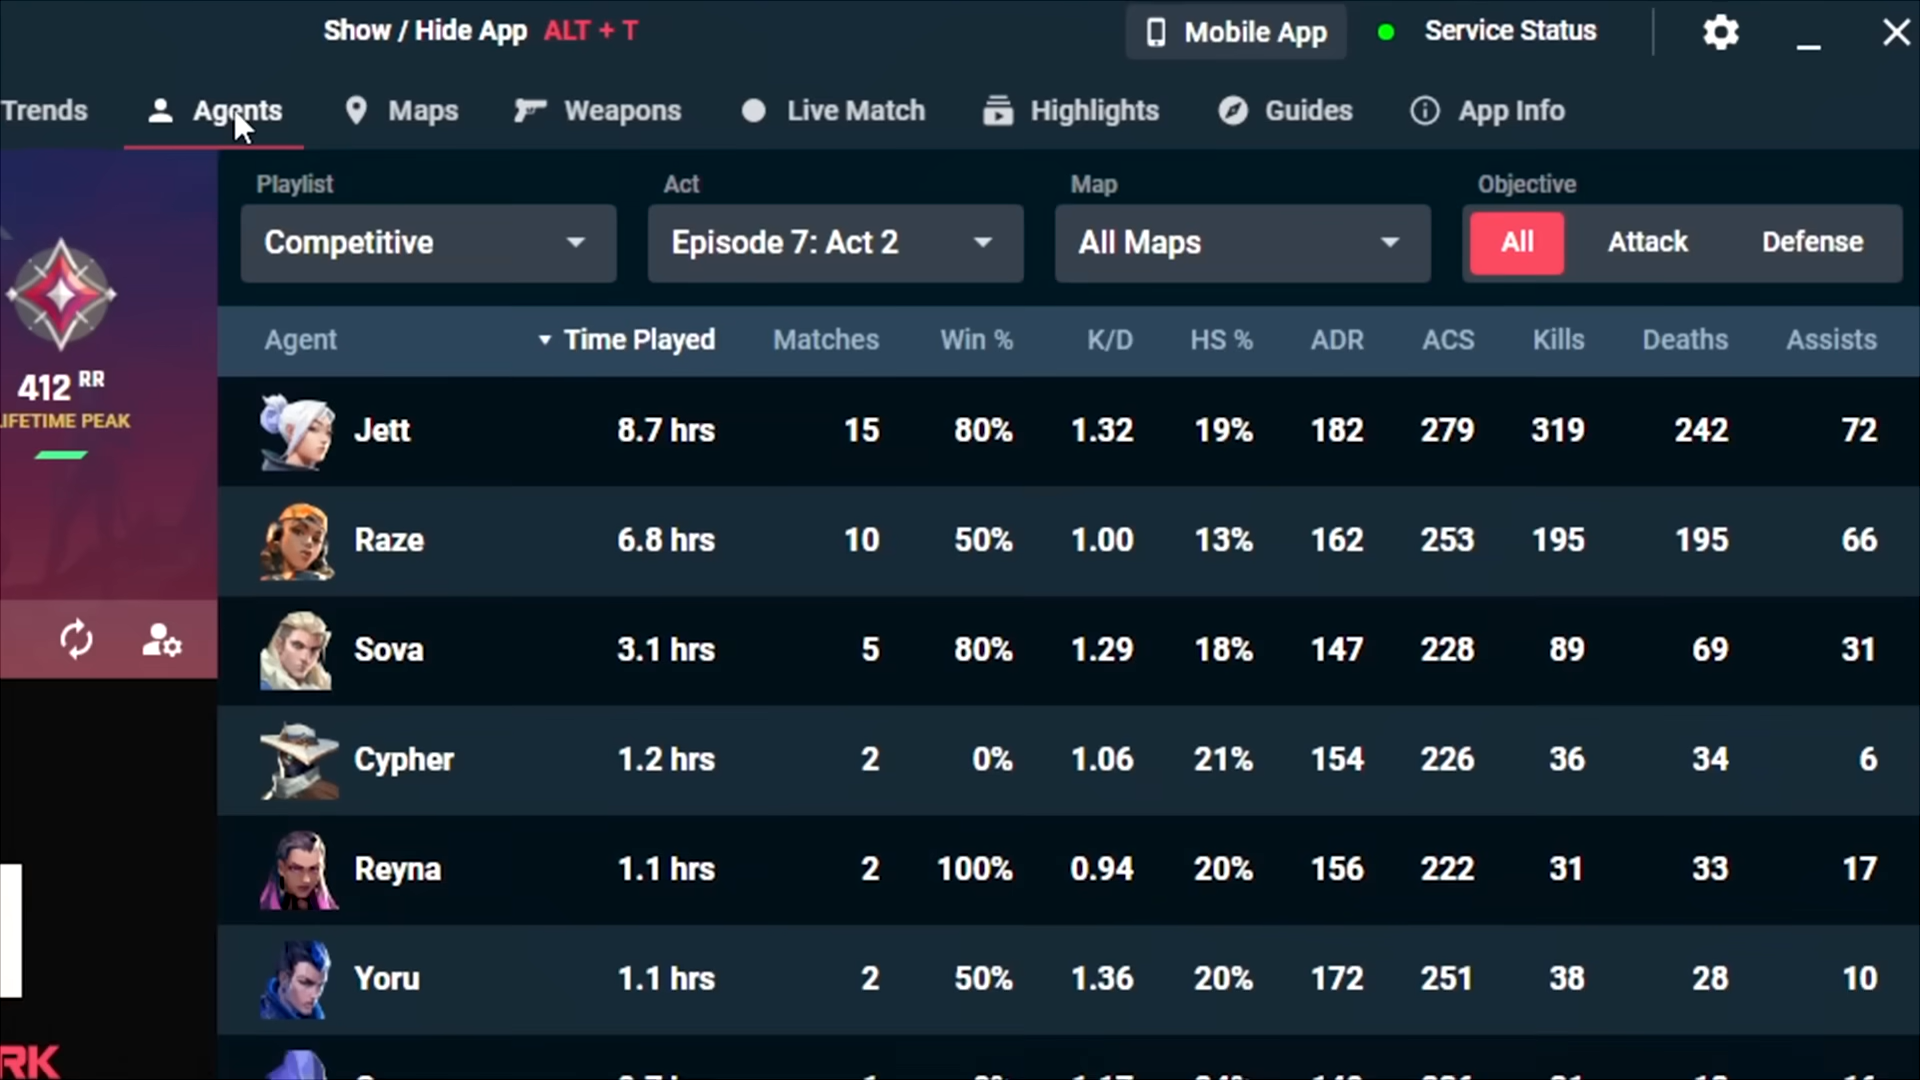 Show / Hide App ALT + T Mobile App Service Status
Trends Agents Maps Weapons Live Match Highlights Guides App Info
Playlist Act Map Objective
Competitive Episode 7: Act 2 All Maps All Attack Defense
Agent Time Played Matches Win % K/D HS % ADR ACS Kills Deaths Assists
412 RR
LIFETIME PEAK
Jett 8.7 hrs 15 80% 1.32 19% 182 279 319 242 72
Raze 6.8 hrs 10 50% 1.00 13% 162 253 195 195 66
Sova 3.1 hrs 5 80% 1.29 18% 147 228 89 69 31
Cypher 1.2 hrs 2 0% 1.06 21% 154 226 36 34 6
Reyna 1.1 hrs 2 100% 0.94 20% 156 222 31 33 17
Yoru 1.1 hrs 2 50% 1.36 20% 172 251 38 28 10
RK